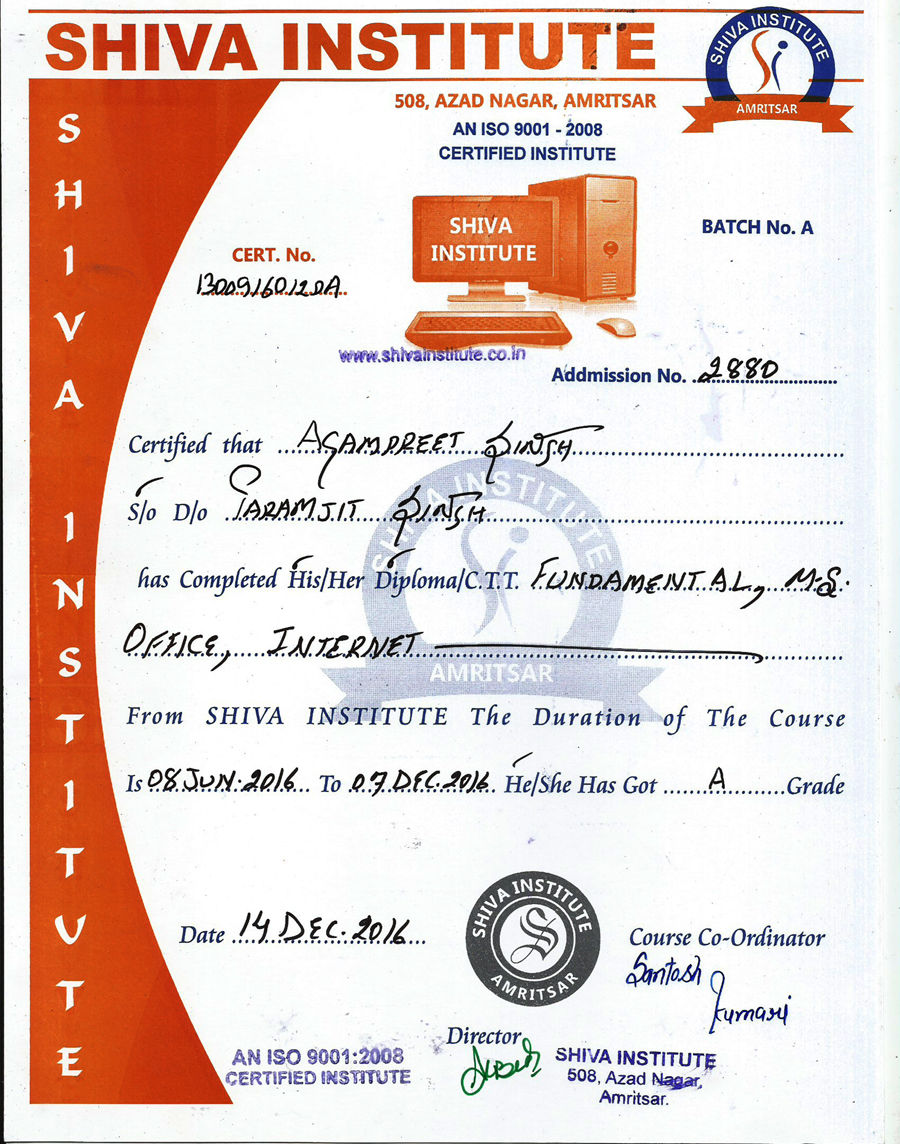 SHIVA INSTITUTE
SHIVA INSTITUTE
AMRITSAR
508, AZAD NAGAR, AMRITSAR
AN ISO 9001 - 2008
CERTIFIED INSTITUTE
SHIVA INSTITUTE
SHIVA
INSTITUTE
BATCH No. A
CERT. No.
13009160120A
www.shivainstitute.co.in
Addmission No. 2880
Certified that AGAMPREET SINGH
S/o D/o PARAMJIT SINGH
has Completed His/Her Diploma/C.T.T. FUNDAMENTAL, M.S.
OFFICE, INTERNET
SHIVA INSTITUTE
AMRITSAR
From SHIVA INSTITUTE The Duration of The Course
Is 08 JUN. 2016 To 07 DEC. 2016 He/She Has Got A Grade
Date 14 DEC. 2016
SHIVA INSTITUTE
S
AMRITSAR
Course Co-Ordinator
Santosh
Kumari
Director
AN ISO 9001:2008
CERTIFIED INSTITUTE
SHIVA INSTITUTE
508, Azad Nagar,
Amritsar.